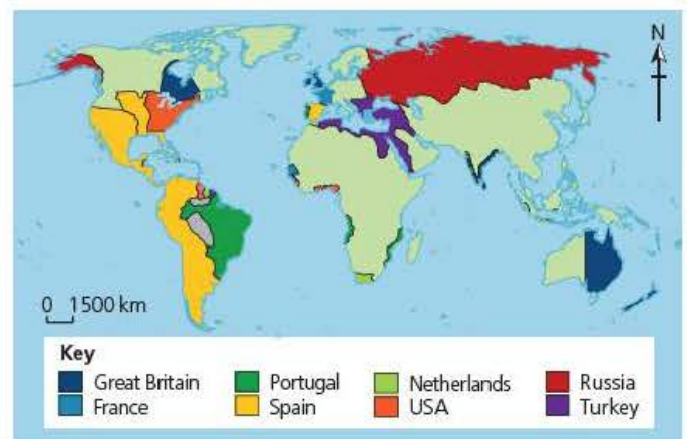 N
0 1500 km
Key
Great Britain Portugal Netherlands Russia
France Spain USA Turkey